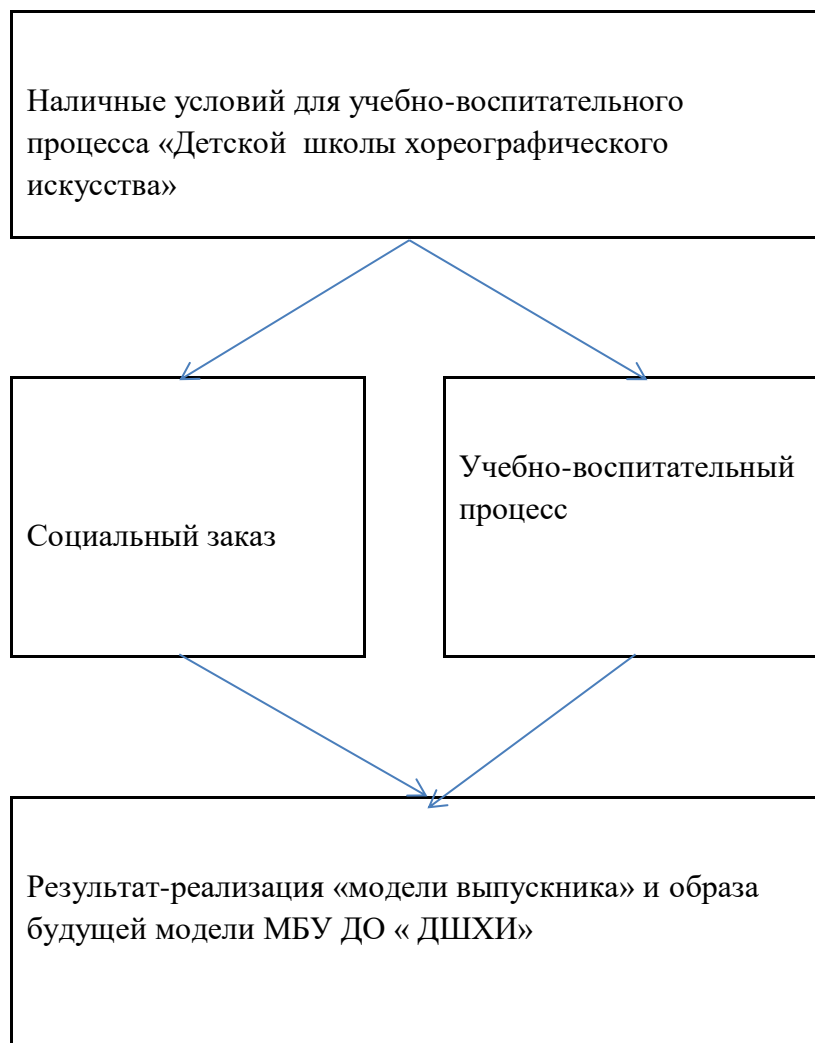 Наличные условий для учебно-воспитательного
процесса «Детской  школы хореографического
искусства»
Социальный заказ
Учебно-воспитательный
процесс
Результат-реализация «модели выпускника» и образа
будущей модели МБУ ДО « ДШХИ»